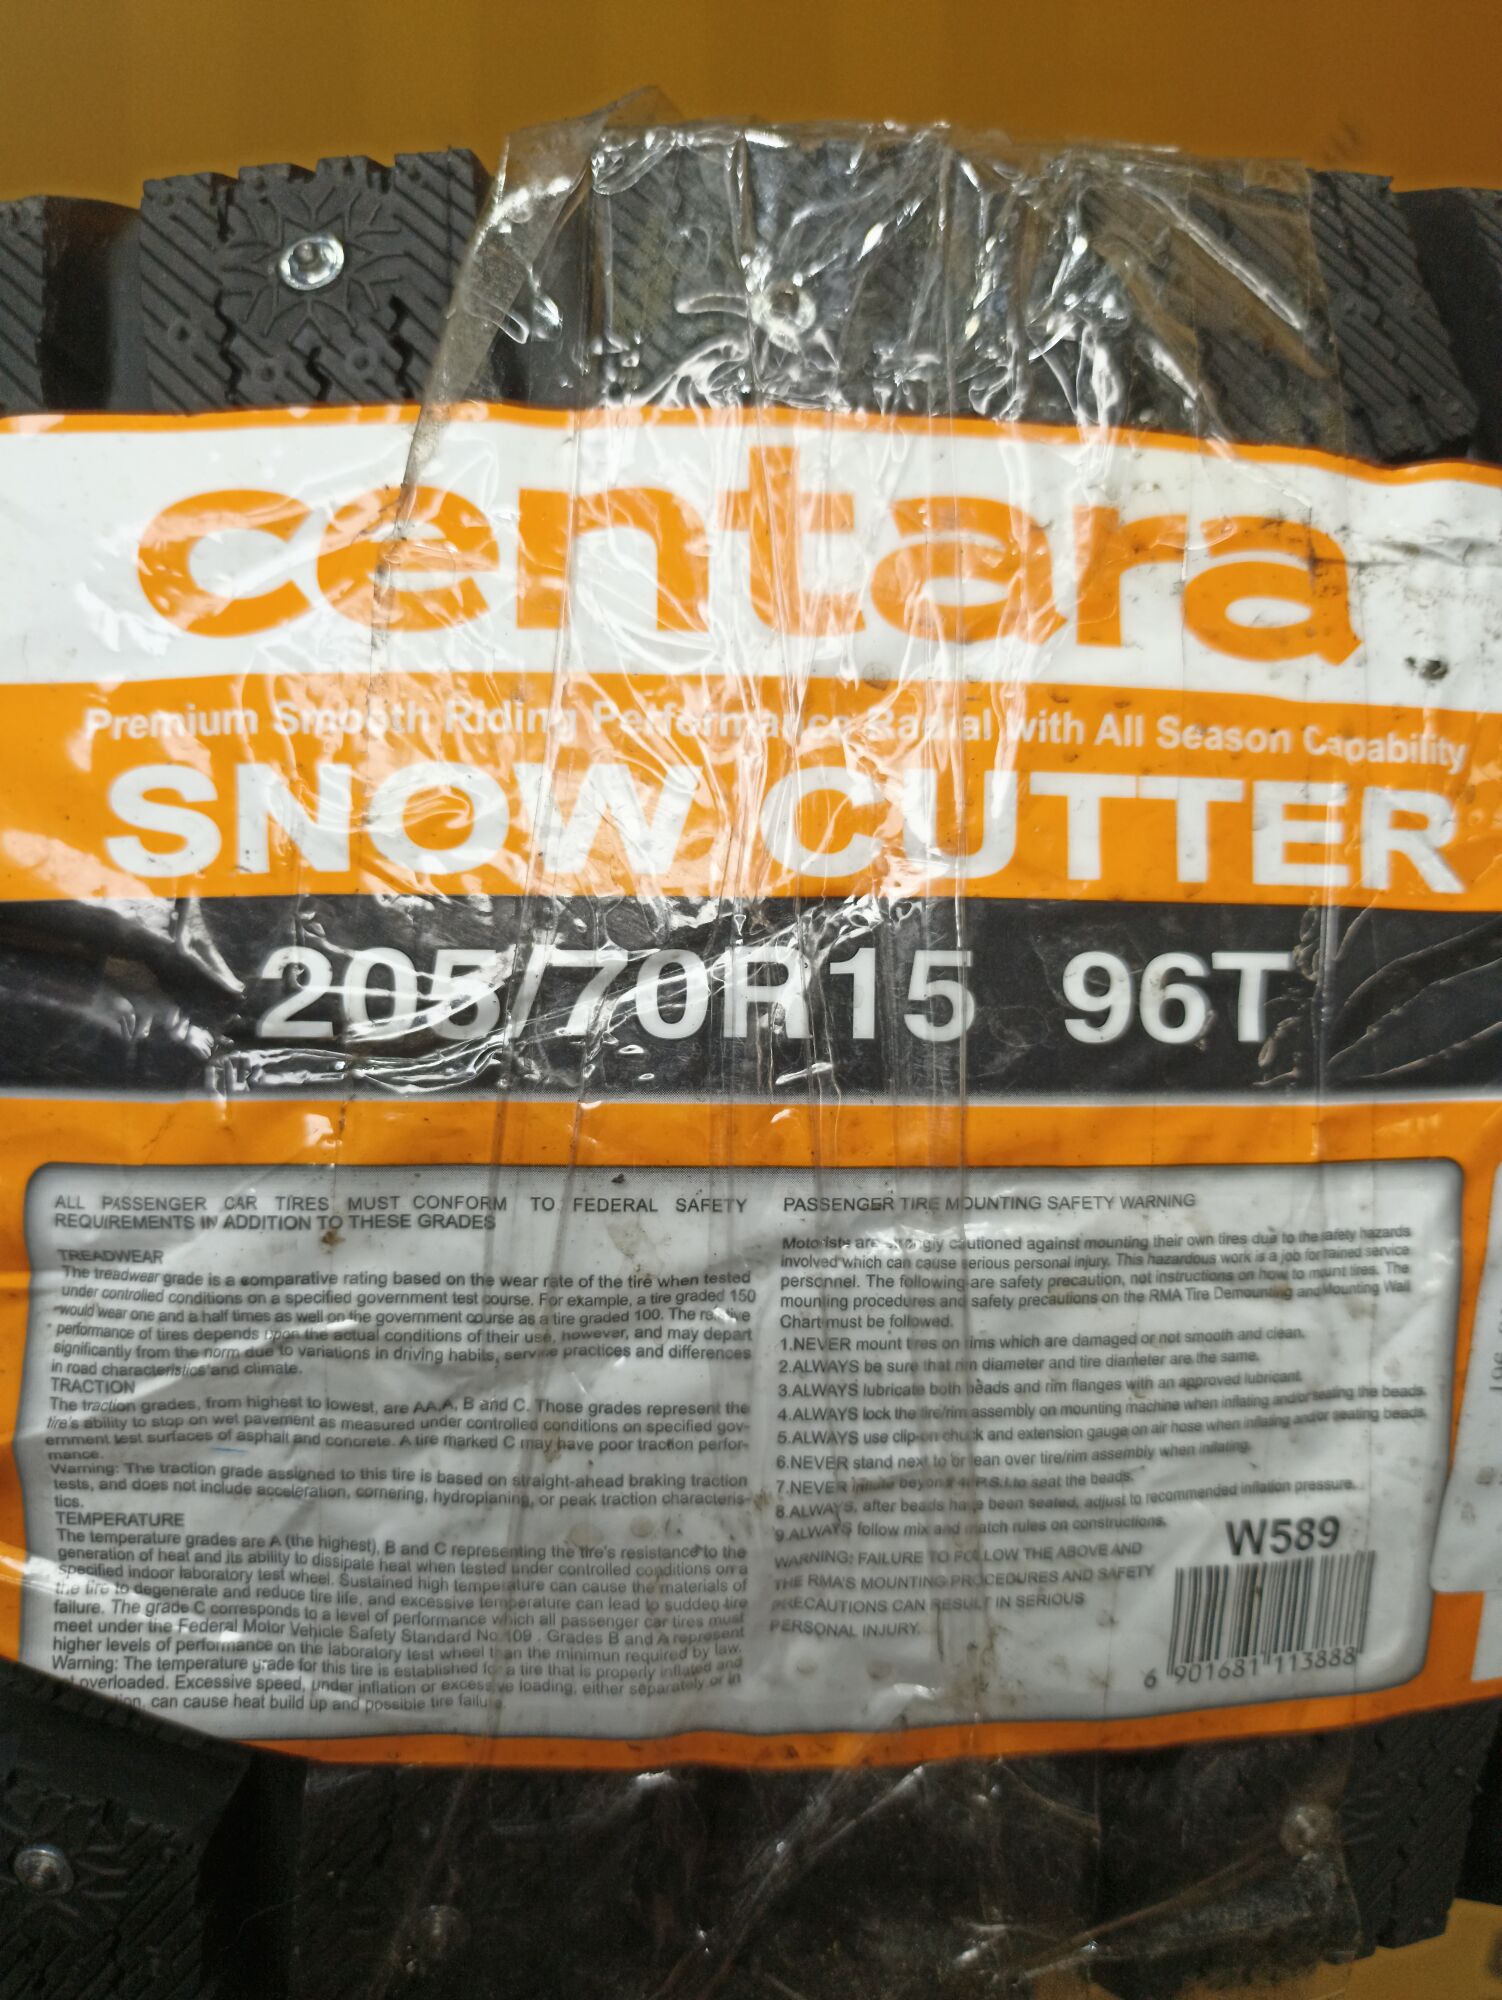 centara
Premium Smooth Riding Performance Radial with All Season Capability
SNOW CUTTER
205/70R15 96T
ALL PASSENGER CAR TIRES MUST CONFORM TO FEDERAL SAFETY
REQUIREMENTS IN ADDITION TO THESE GRADES
TREADWEAR
The treadwear grade is a comparative rating based on the wear rate of the tire when tested
under controlled conditions on a specified government test course. For example, a tire graded 150
would wear one and a half times as well on the government course as a tire graded 100. The relative
performance of tires depends upon the actual conditions of their use, however, and may depart
significantly from the norm due to variations in driving habits, service practices and differences
in road characteristics and climate.
TRACTION
The traction grades, from highest to lowest, are AA,A, B and C. Those grades represent the
tire's ability to stop on wet pavement as measured under controlled conditions on specified gov-
ernment test surfaces of asphalt and concrete. A tire marked C may have poor traction perfor-
mance.
Warning: The traction grade assigned to this tire is based on straight-ahead braking traction
tests, and does not include acceleration, cornering, hydroplaning, or peak traction characteris-
tics.
TEMPERATURE
The temperature grades are A (the highest), B and C representing the tire's resistance to the
generation of heat and its ability to dissipate heat when tested under controlled conditions on a
specified indoor laboratory test wheel. Sustained high temperature can cause the materials of
the tire to degenerate and reduce tire life, and excessive temperature can lead to sudden tire
failure. The grade C corresponds to a level of performance which all passenger car tires must
meet under the Federal Motor Vehicle Safety Standard No.109 . Grades B and A represent
higher levels of performance on the laboratory test wheel than the minimun required by law.
Warning: The temperature grade for this tire is established for a tire that is properly inflated and
overloaded. Excessive speed, under inflation or excessive loading, either separately or in
can cause heat build up and possible tire failure.
PASSENGER TIRE MOUNTING SAFETY WARNING
Motorists are strongly cautioned against mounting their own tires due to the safety hazards
involved which can cause serious personal injury. This hazardous work is a job for rained service
perscnnel. The following are safety precaution, not instructions on how to mount tires. The
mounting procedures and safety precautions on the RMA Tire Demounting and Mounting Wall
Chart must be followed.
1.NEVER mount tires on rims which are damaged or not smooth and clean.
2.ALWAYS be sure that rim diameter and tire diameter are the same.
3.ALWAYS lubricate both beads and rim flanges with an approved lubricant.
4.ALWAYS lock the tire/rim assembly on mounting machine when inflating and/or seating the beads.
5.ALWAYS use clip-on chuck and extension gauge on air hose when inflating and/or seating beads.
6.NEVER stand next to or lean over tire/rim assembly when inflating.
7.NEVER inflate beyond P.S.I.to seat the beads.
8.ALWAYS, after beads have been seated, adjust to recommended inflation pressure.
9.ALWAYS follow mix and match rules on constructions.
WARNING: FAILURE TO FOLLOW THE ABOVE AND
THE RMA'S MOUNTING PROCEDURES AND SAFETY
PRECAUTIONS CAN RESULT IN SERIOUS
PERSONAL INJURY.
W589
6 901681 113888